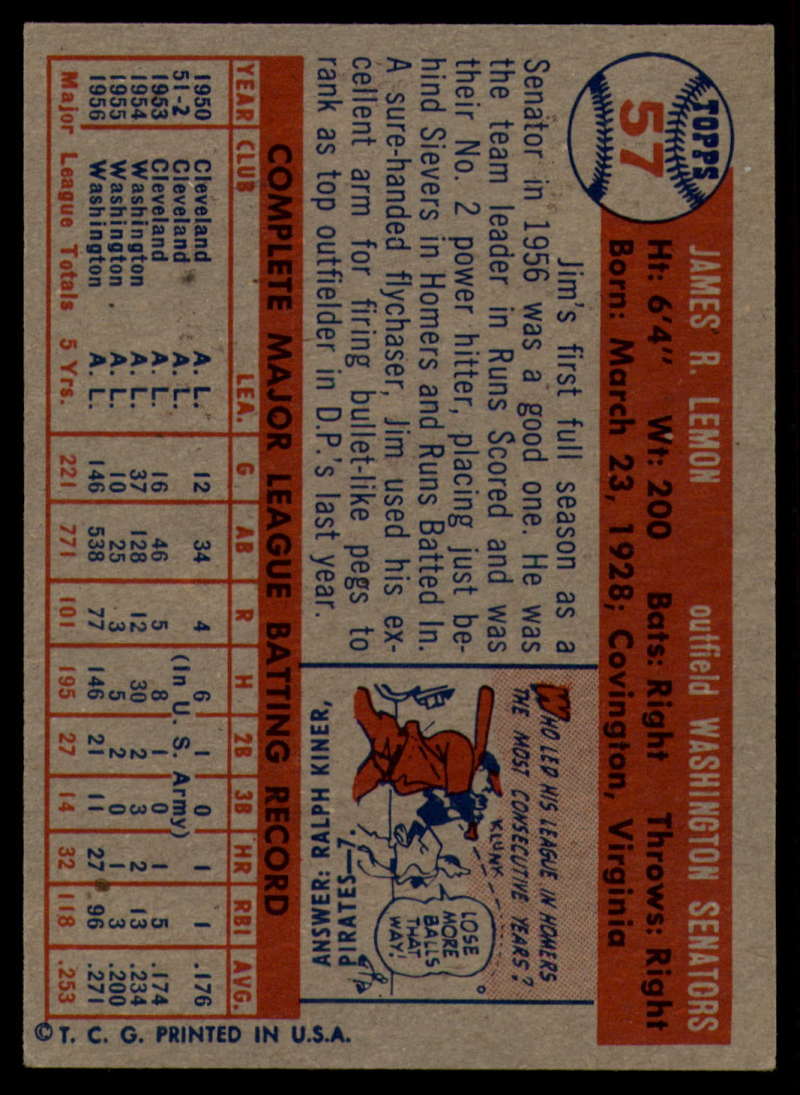 TOPPS
57
JAMES R. LEMON outfield WASHINGTON SENATORS
Ht: 6'4" Wt: 200 Bats: Right Throws: Right
Born: March 23, 1928; Covington, Virginia
Jim's first full season as a
Senator in 1956 was a good one. He was
the team leader in Runs Scored and was
their No. 2 power hitter, placing just be-
hind Sievers in Homers and Runs Batted In.
A sure-handed flychaser, Jim used his ex-
cellent arm for firing bullet-like pegs to
rank as top outfielder in D.P.'s last year.
WHO LED HIS LEAGUE IN HOMERS
THE MOST CONSECUTIVE YEARS?
KLUNK
LOSE
MORE
BALLS
THAT
WAY!
ANSWER: RALPH KINER,
PIRATES—7
COMPLETE MAJOR LEAGUE BATTING RECORD
YEAR CLUB LEA. G AB R H 2B 3B HR RBI AVG.
1950 Cleveland A. L. 12 34 4 6 1 0 1 1 .176
51-2 Cleveland A. L. (In U. S. Army)
1953 Cleveland A. L. 16 46 5 8 1 0 1 5 .174
1954 Washington A. L. 37 128 12 30 2 3 2 13 .234
1955 Washington A. L. 10 25 3 5 2 0 1 3 .200
1956 Washington A. L. 146 538 77 146 21 11 27 96 .271
Major League Totals 5 Yrs. 221 771 101 195 27 14 32 118 .253
© T. C. G. PRINTED IN U.S.A.